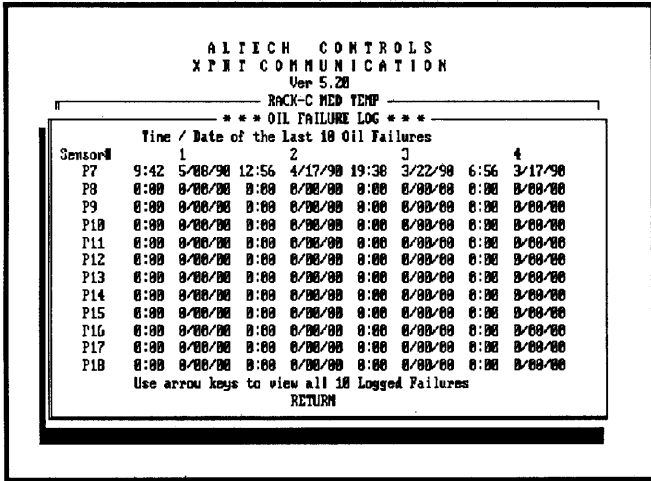 ALTECH CONTROLS
XPRT COMMUNICATION
Ver 5.20
RACK-C MED TEMP
* * * OIL FAILURE LOG * * *
Time / Date of the Last 10 Oil Failures
Sensor# 1 2 3 4
P7 9:42 5/08/90 12:56 4/17/90 19:38 3/22/90 6:56 3/17/90
P8 0:00 0/00/00 0:00 0/00/00 0:00 0/00/00 0:00 0/00/00
P9 0:00 0/00/00 0:00 0/00/00 0:00 0/00/00 0:00 0/00/00
P10 0:00 0/00/00 0:00 0/00/00 0:00 0/00/00 0:00 0/00/00
P11 0:00 0/00/00 0:00 0/00/00 0:00 0/00/00 0:00 0/00/00
P12 0:00 0/00/00 0:00 0/00/00 0:00 0/00/00 0:00 0/00/00
P13 0:00 0/00/00 0:00 0/00/00 0:00 0/00/00 0:00 0/00/00
P14 0:00 0/00/00 0:00 0/00/00 0:00 0/00/00 0:00 0/00/00
P15 0:00 0/00/00 0:00 0/00/00 0:00 0/00/00 0:00 0/00/00
P16 0:00 0/00/00 0:00 0/00/00 0:00 0/00/00 0:00 0/00/00
P17 0:00 0/00/00 0:00 0/00/00 0:00 0/00/00 0:00 0/00/00
P18 0:00 0/00/00 0:00 0/00/00 0:00 0/00/00 0:00 0/00/00
Use arrow keys to view all 10 Logged Failures
RETURN